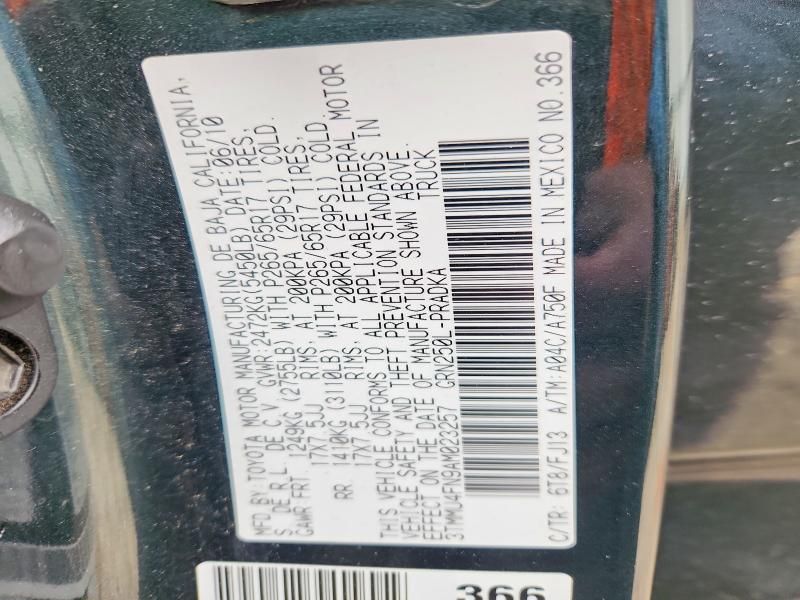 MFD BY:TOYOTA MOTOR MANUFACTURING DE BAJA CALIFORNIA,
S. DE R.L. DE C.V. GVWR:2472KG(5450LB) DATE:06/10
GAWR FRT. 1249KG (2755LB) WITH P265/65R17 TIRES,
17X7.5JJ RIMS, AT 200KPA (29PSI) COLD.
RR. 1410KG (3110LB) WITH P265/65R17 TIRES,
17X7.5JJ RIMS, AT 200KPA (29PSI) COLD.
THIS VEHICLE CONFORMS TO ALL APPLICABLE FEDERAL MOTOR
VEHICLE SAFETY AND THEFT PREVENTION STANDARDS IN
EFFECT ON THE DATE OF MANUFACTURE SHOWN ABOVE.
3TMMU4FN9AM023257 GRN250L-PRADKA TRUCK
C/TR: 6T8/FJ13 A/TM:A04C/A750F MADE IN MEXICO NO.366
366